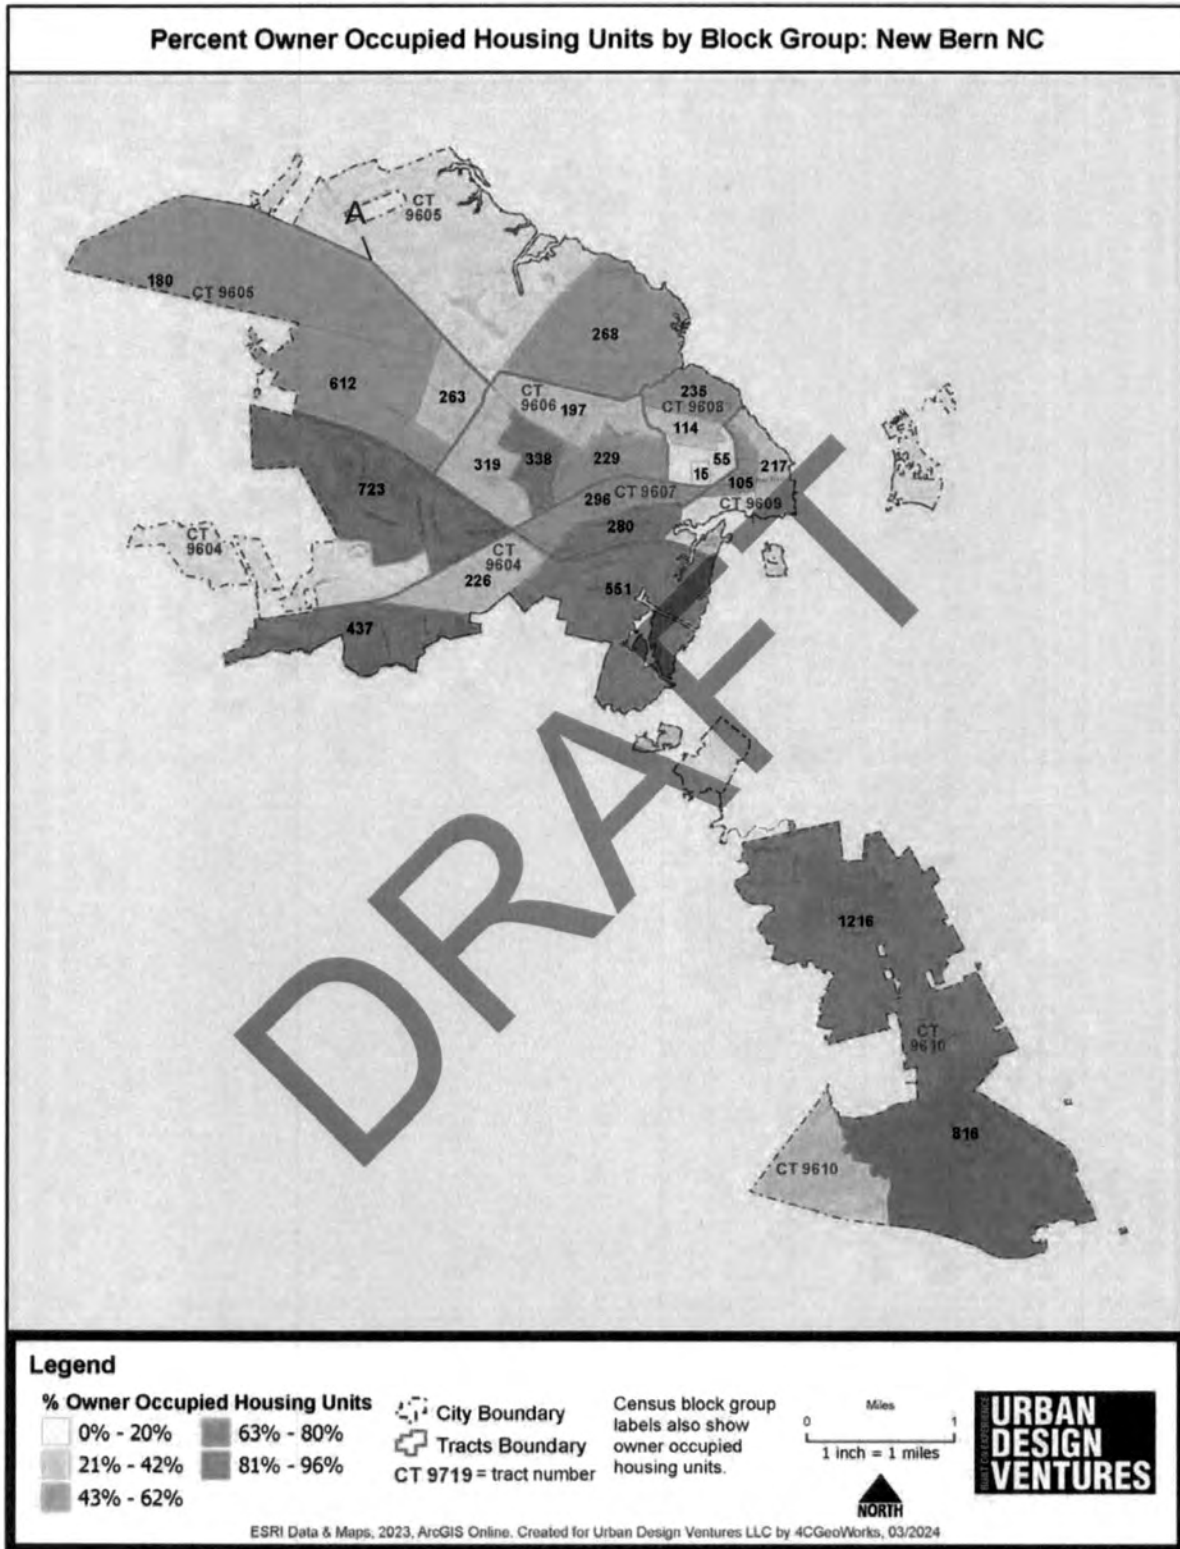 Percent Owner Occupied Housing Units by Block Group: New Bern NC
A
CT
9605
180
CT 9605
268
612
263
CT
9606
197
235
CT 9608
114
319
338
229
55
15
217
105
723
296
CT 9607
CT 9609
280
CT
9604
CT
9604
226
551
437
DRAFT
1216
CT
9610
816
CT 9610
Legend
% Owner Occupied Housing Units
0% - 20%
21% - 42%
43% - 62%
63% - 80%
81% - 96%
City Boundary
Tracts Boundary
CT 9719 = tract number
Census block group
labels also show
owner occupied
housing units.
Miles
0 1
1 inch = 1 miles
NORTH
BUILT ON EXPERIENCE
URBAN
DESIGN
VENTURES
ESRI Data & Maps, 2023, ArcGIS Online. Created for Urban Design Ventures LLC by 4CGeoWorks, 03/2024